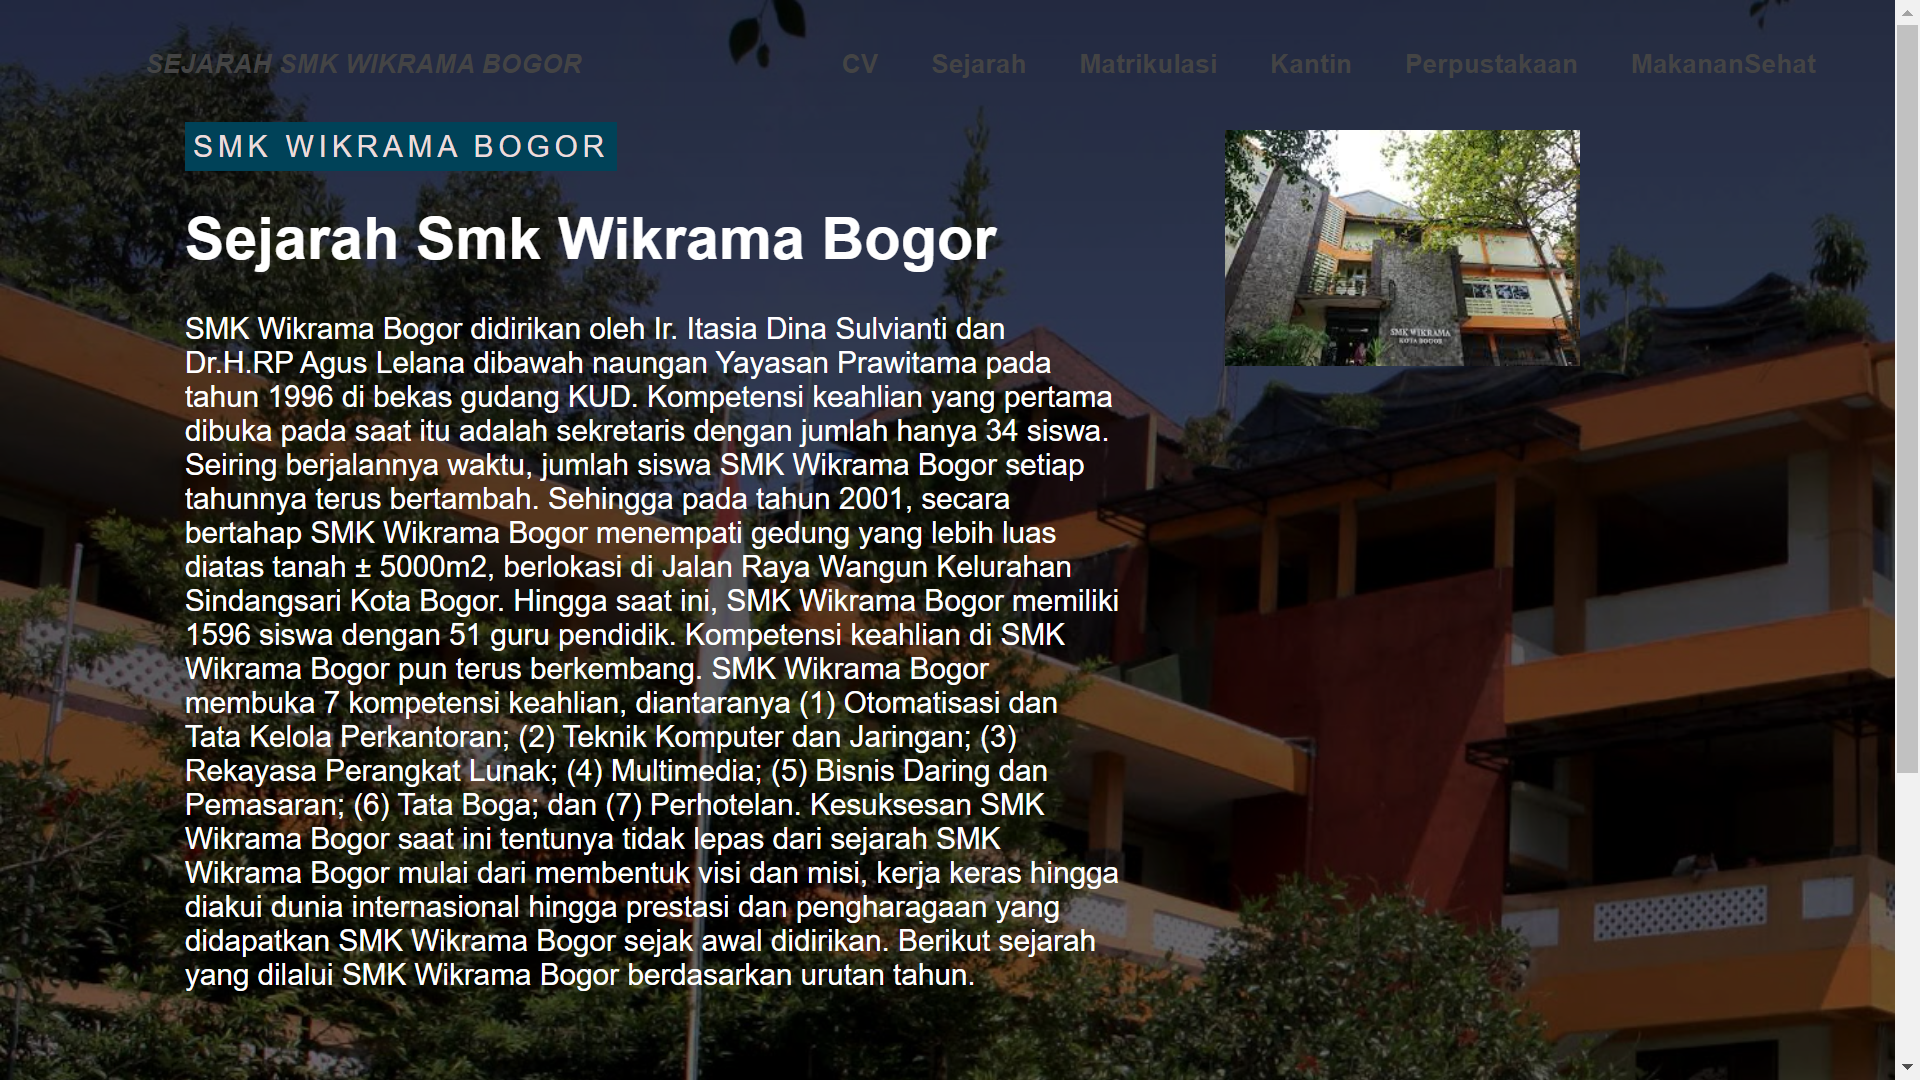 SEJARAH SMK WIKRAMA BOGOR
CV Sejarah Matrikulasi Kantin Perpustakaan MakananSehat
SMK WIKRAMA BOGOR
Sejarah Smk Wikrama Bogor
SMK WIKRAMA
KOTA BOGOR
SMK Wikrama Bogor didirikan oleh Ir. Itasia Dina Sulvianti dan
Dr.H.RP Agus Lelana dibawah naungan Yayasan Prawitama pada
tahun 1996 di bekas gudang KUD. Kompetensi keahlian yang pertama
dibuka pada saat itu adalah sekretaris dengan jumlah hanya 34 siswa.
Seiring berjalannya waktu, jumlah siswa SMK Wikrama Bogor setiap
tahunnya terus bertambah. Sehingga pada tahun 2001, secara
bertahap SMK Wikrama Bogor menempati gedung yang lebih luas
diatas tanah ± 5000m2, berlokasi di Jalan Raya Wangun Kelurahan
Sindangsari Kota Bogor. Hingga saat ini, SMK Wikrama Bogor memiliki
1596 siswa dengan 51 guru pendidik. Kompetensi keahlian di SMK
Wikrama Bogor pun terus berkembang. SMK Wikrama Bogor
membuka 7 kompetensi keahlian, diantaranya (1) Otomatisasi dan
Tata Kelola Perkantoran; (2) Teknik Komputer dan Jaringan; (3)
Rekayasa Perangkat Lunak; (4) Multimedia; (5) Bisnis Daring dan
Pemasaran; (6) Tata Boga; dan (7) Perhotelan. Kesuksesan SMK
Wikrama Bogor saat ini tentunya tidak lepas dari sejarah SMK
Wikrama Bogor mulai dari membentuk visi dan misi, kerja keras hingga
diakui dunia internasional hingga prestasi dan pengharagaan yang
didapatkan SMK Wikrama Bogor sejak awal didirikan. Berikut sejarah
yang dilalui SMK Wikrama Bogor berdasarkan urutan tahun.